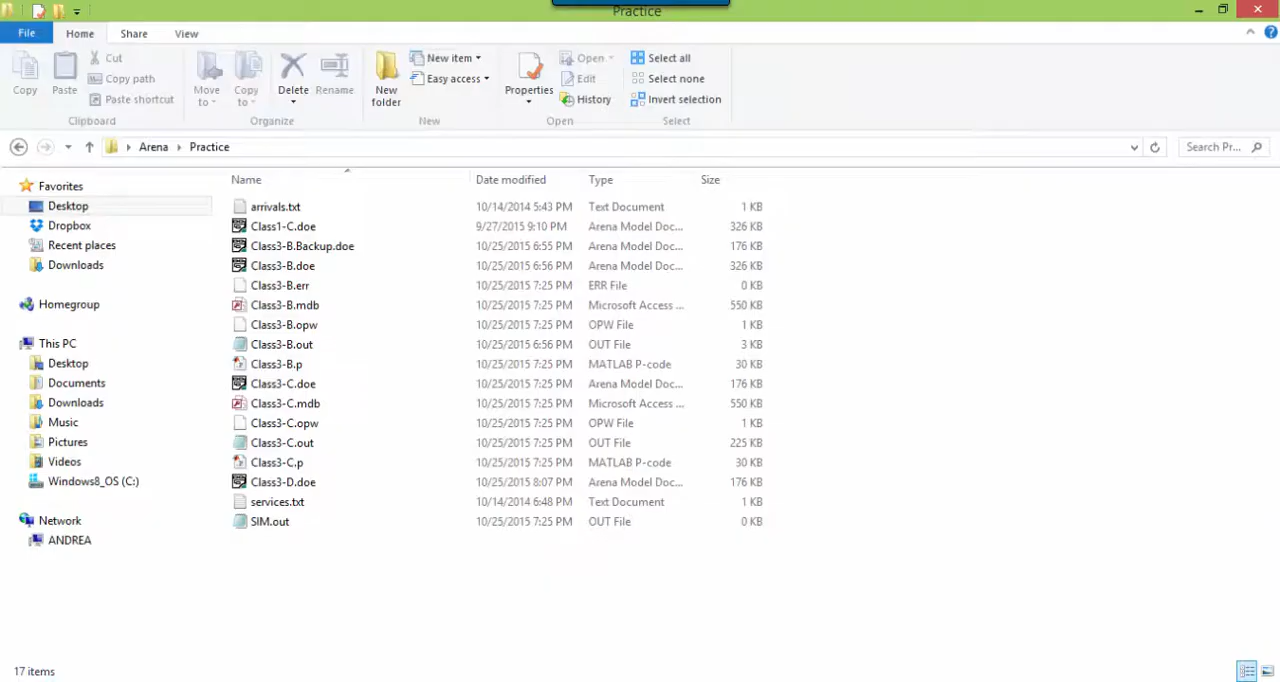 Practice
File Home Share View
Copy Paste Cut Copy path Paste shortcut Move to Copy to Delete Rename New folder New item Easy access Properties Open Edit History Select all Select none Invert selection
Clipboard Organize New Open Select
Arena Practice Search Pr...
Name Date modified Type Size
Favorites
Desktop
Dropbox
Recent places
Downloads
Homegroup
This PC
Desktop
Documents
Downloads
Music
Pictures
Videos
Windows8_OS (C:)
Network
ANDREA
arrivals.txt 10/14/2014 5:43 PM Text Document 1 KB
Class1-C.doe 9/27/2015 9:10 PM Arena Model Doc... 326 KB
Class3-B.Backup.doe 10/25/2015 6:55 PM Arena Model Doc... 176 KB
Class3-B.doe 10/25/2015 6:56 PM Arena Model Doc... 326 KB
Class3-B.err 10/25/2015 7:25 PM ERR File 0 KB
Class3-B.mdb 10/25/2015 7:25 PM Microsoft Access ... 550 KB
Class3-B.opw 10/25/2015 7:25 PM OPW File 1 KB
Class3-B.out 10/25/2015 6:56 PM OUT File 3 KB
Class3-B.p 10/25/2015 7:25 PM MATLAB P-code 30 KB
Class3-C.doe 10/25/2015 7:25 PM Arena Model Doc... 176 KB
Class3-C.mdb 10/25/2015 7:25 PM Microsoft Access ... 550 KB
Class3-C.opw 10/25/2015 7:25 PM OPW File 1 KB
Class3-C.out 10/25/2015 7:25 PM OUT File 225 KB
Class3-C.p 10/25/2015 7:25 PM MATLAB P-code 30 KB
Class3-D.doe 10/25/2015 8:07 PM Arena Model Doc... 176 KB
services.txt 10/14/2014 6:48 PM Text Document 1 KB
SIM.out 10/25/2015 7:25 PM OUT File 0 KB
17 items